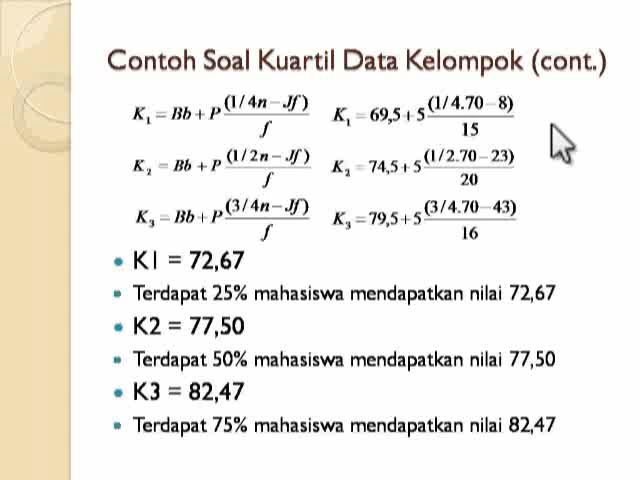 Contoh Soal Kuartil Data Kelompok (cont.)
K₁ = Bb + P (1/4n − Jf) / f    K₁ = 69,5 + 5 (1/4.70 − 8) / 15
K₂ = Bb + P (1/2n − Jf) / f    K₂ = 74,5 + 5 (1/2.70 − 23) / 20
K₃ = Bb + P (3/4n − Jf) / f    K₃ = 79,5 + 5 (3/4.70 − 43) / 16
• K1 = 72,67
• Terdapat 25% mahasiswa mendapatkan nilai 72,67
• K2 = 77,50
• Terdapat 50% mahasiswa mendapatkan nilai 77,50
• K3 = 82,47
• Terdapat 75% mahasiswa mendapatkan nilai 82,47